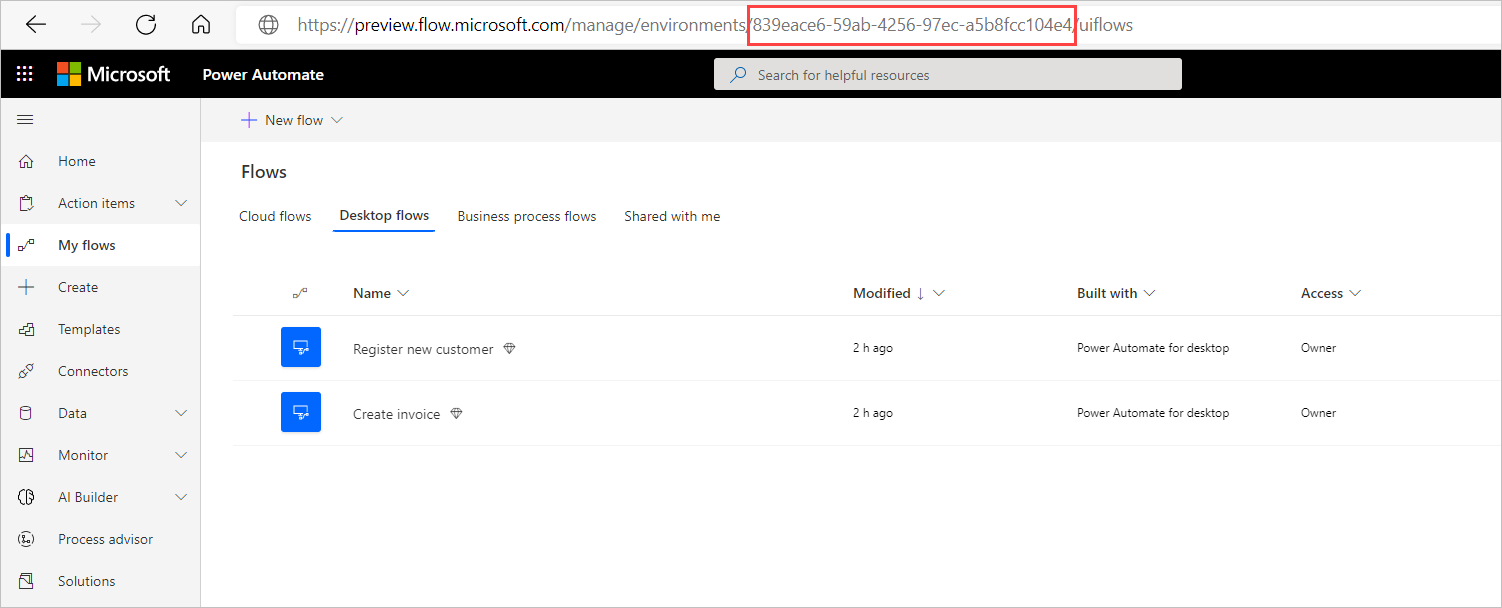 https://preview.flow.microsoft.com/manage/environments/839eace6-59ab-4256-97ec-a5b8fcc104e4/uiflows
Microsoft Power Automate Search for helpful resources
New flow
Home
Action items
My flows
Create
Templates
Connectors
Data
Monitor
AI Builder
Process advisor
Solutions
Flows
Cloud flows Desktop flows Business process flows Shared with me
Name Modified ↓ Built with Access
Register new customer 2 h ago Power Automate for desktop Owner
Create invoice 2 h ago Power Automate for desktop Owner